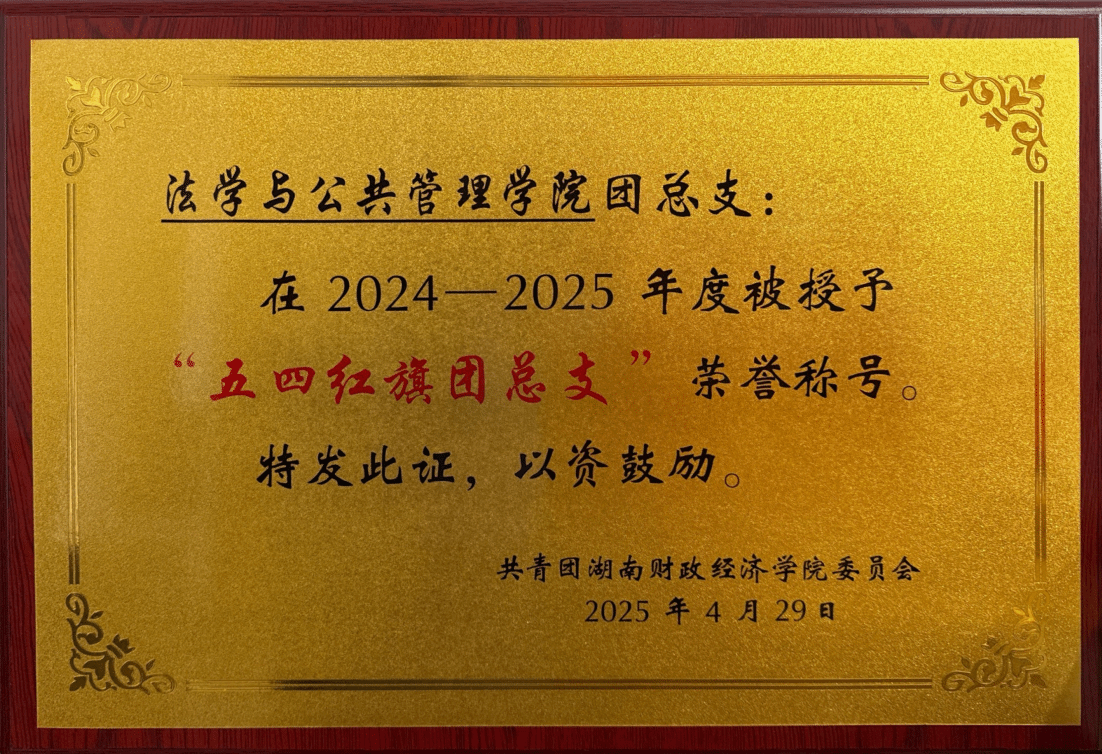 法学与公共管理学院团总支：
在 2024—2025 年度被授予
“五四红旗团总支”荣誉称号。
特发此证，以资鼓励。
共青团湖南财政经济学院委员会
2025 年 4 月 29 日